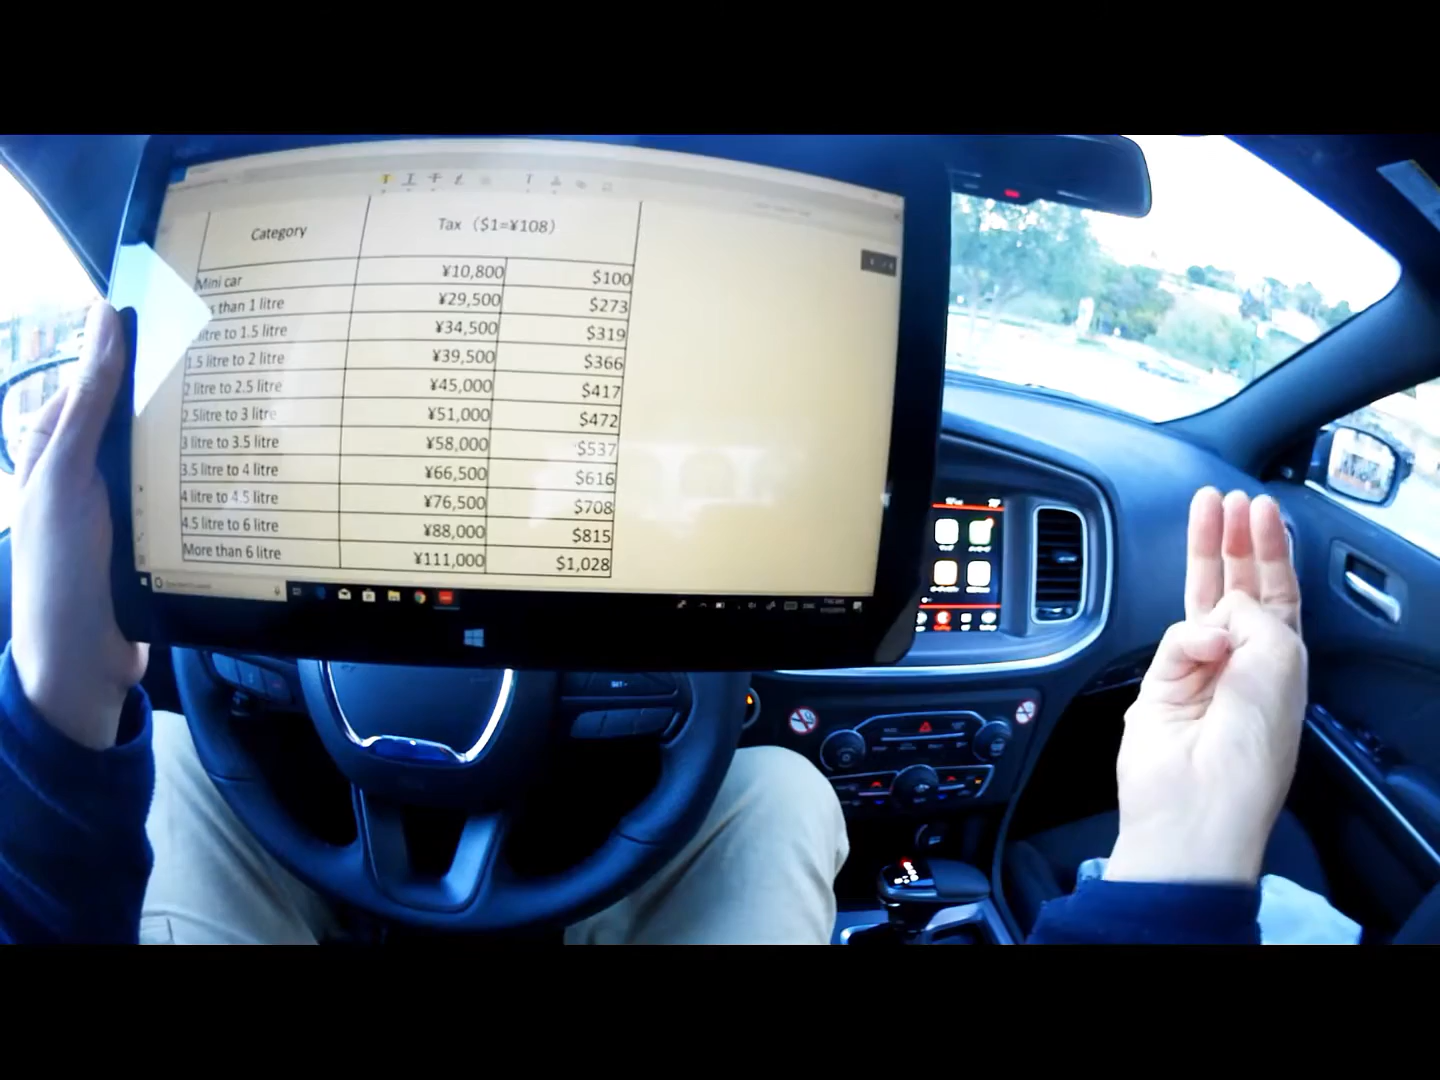 Category Tax ($1=¥108)
Mini car ¥10,800 $100
than 1 litre ¥29,500 $273
litre to 1.5 litre ¥34,500 $319
1.5 litre to 2 litre ¥39,500 $366
2 litre to 2.5 litre ¥45,000 $417
2.5litre to 3 litre ¥51,000 $472
3 litre to 3.5 litre ¥58,000 $537
3.5 litre to 4 litre ¥66,500 $616
4 litre to 4.5 litre ¥76,500 $708
4.5 litre to 6 litre ¥88,000 $815
More than 6 litre ¥111,000 $1,028